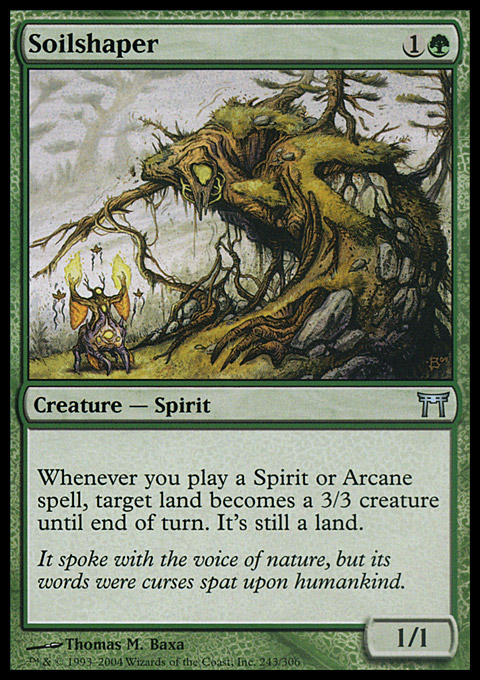 Soilshaper 1
Creature — Spirit
Whenever you play a Spirit or Arcane
spell, target land becomes a 3/3 creature
until end of turn. It's still a land.
It spoke with the voice of nature, but its
words were curses spat upon humankind.
Thomas M. Baxa
1/1
™ & © 1993–2004 Wizards of the Coast, Inc. 243/306